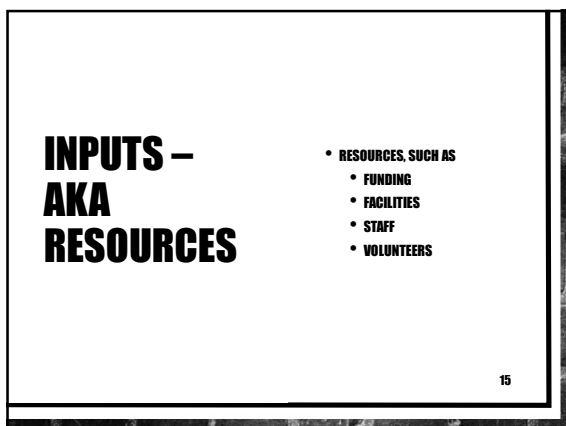 INPUTS –
AKA
RESOURCES
• RESOURCES, SUCH AS
• FUNDING
• FACILITIES
• STAFF
• VOLUNTEERS
15